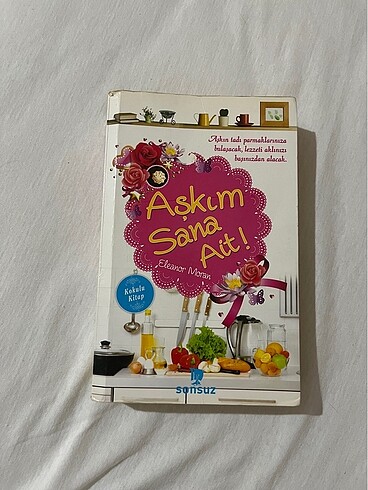 Aşkın tadı parmaklarınıza
bulaşacak, lezzeti aklınızı
başınızdan alacak.
Aşkım
Sana
Ait!
Eleanor Moran
Kokulu
Kitap
sonsuz